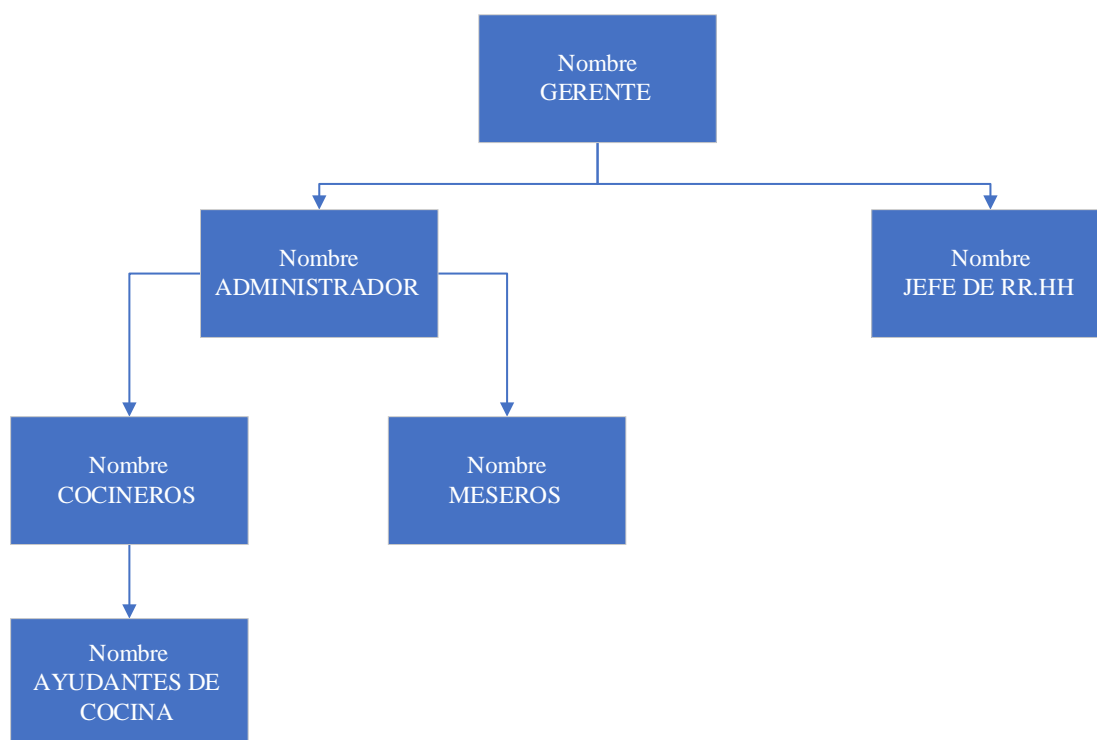 Nombre
GERENTE
Nombre
ADMINISTRADOR
Nombre
JEFE DE RR.HH
Nombre
COCINEROS
Nombre
MESEROS
Nombre
AYUDANTES DE
COCINA